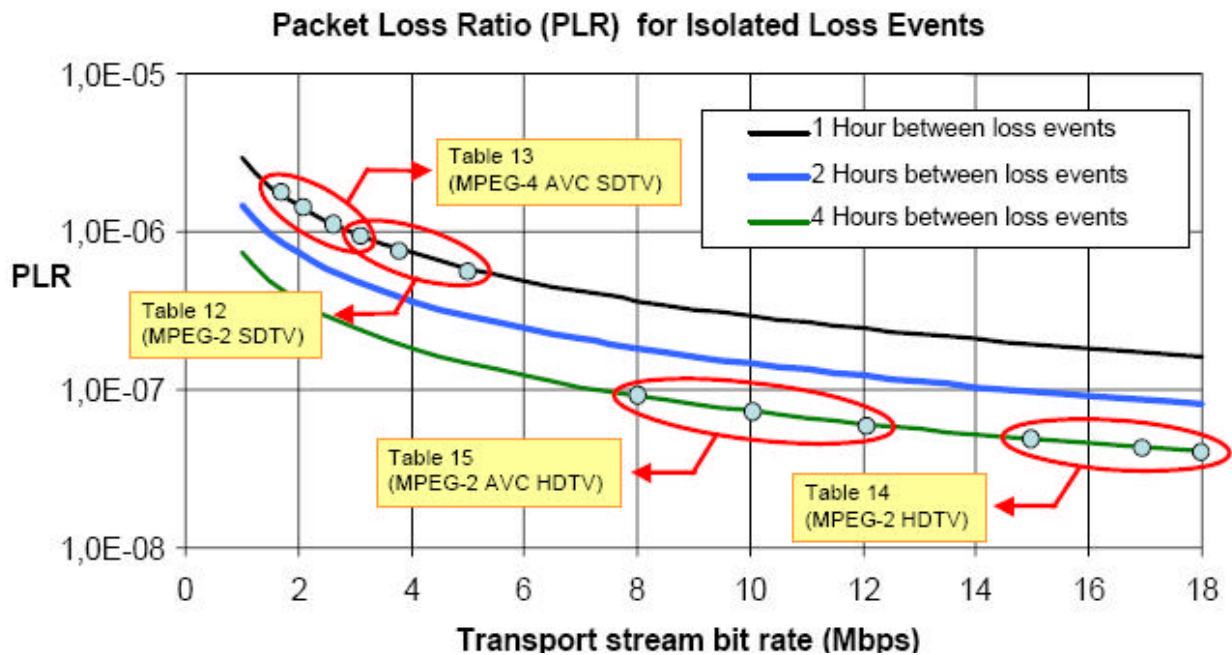 Packet Loss Ratio (PLR) for Isolated Loss Events
1,0E-05
1,0E-06
1,0E-07
1,0E-08
PLR
1 Hour between loss events
2 Hours between loss events
4 Hours between loss events
Table 13
(MPEG-4 AVC SDTV)
Table 12
(MPEG-2 SDTV)
Table 15
(MPEG-2 AVC HDTV)
Table 14
(MPEG-2 HDTV)
0 2 4 6 8 10 12 14 16 18
Transport stream bit rate (Mbps)